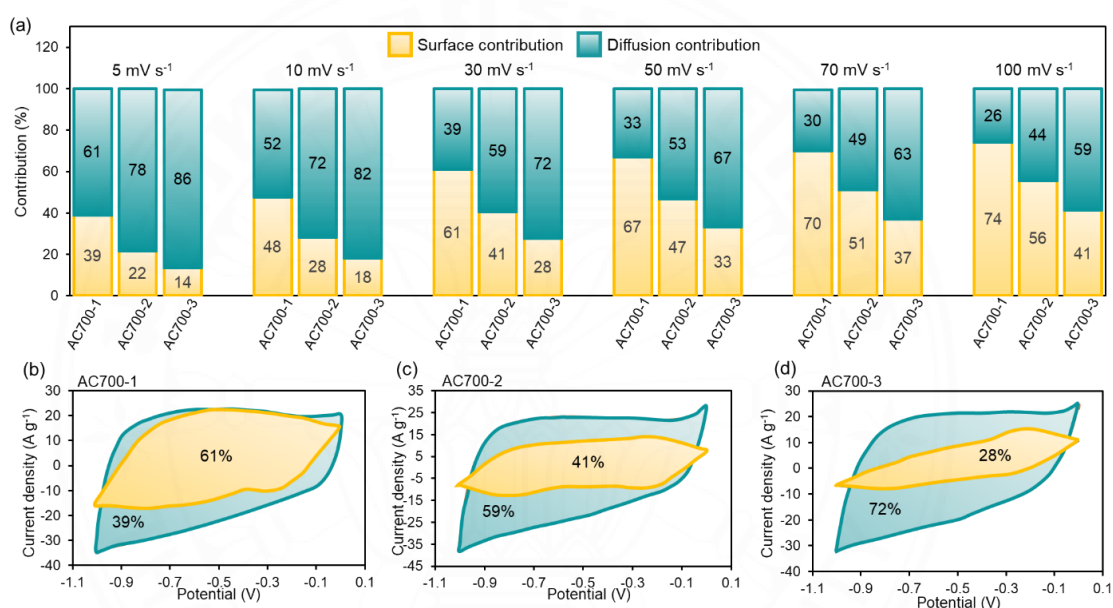 (a)
Surface contribution Diffusion contribution
5 mV s⁻¹ 10 mV s⁻¹ 30 mV s⁻¹ 50 mV s⁻¹ 70 mV s⁻¹ 100 mV s⁻¹
Contribution (%)
120
100
80
60
40
20
0
61 78 86 52 72 82 39 59 72 33 53 67 30 49 63 26 44 59
39 22 14 48 28 18 61 41 28 67 47 33 70 51 37 74 56 41
AC700-1 AC700-2 AC700-3 AC700-1 AC700-2 AC700-3 AC700-1 AC700-2 AC700-3 AC700-1 AC700-2 AC700-3 AC700-1 AC700-2 AC700-3 AC700-1 AC700-2 AC700-3
(b)
AC700-1
Current density (A g⁻¹)
30
20
10
0
-10
-20
-30
-40
61%
39%
-1.1 -0.9 -0.7 -0.5 -0.3 -0.1 0.1
Potential (V)
(c)
AC700-2
Current density (A g⁻¹)
35
25
15
5
-5
-15
-25
-35
-45
41%
59%
-1.1 -0.9 -0.7 -0.5 -0.3 -0.1 0.1
Potential (V)
(d)
AC700-3
Current density (A g⁻¹)
30
20
10
0
-10
-20
-30
-40
28%
72%
-1.1 -0.9 -0.7 -0.5 -0.3 -0.1 0.1
Potential (V)